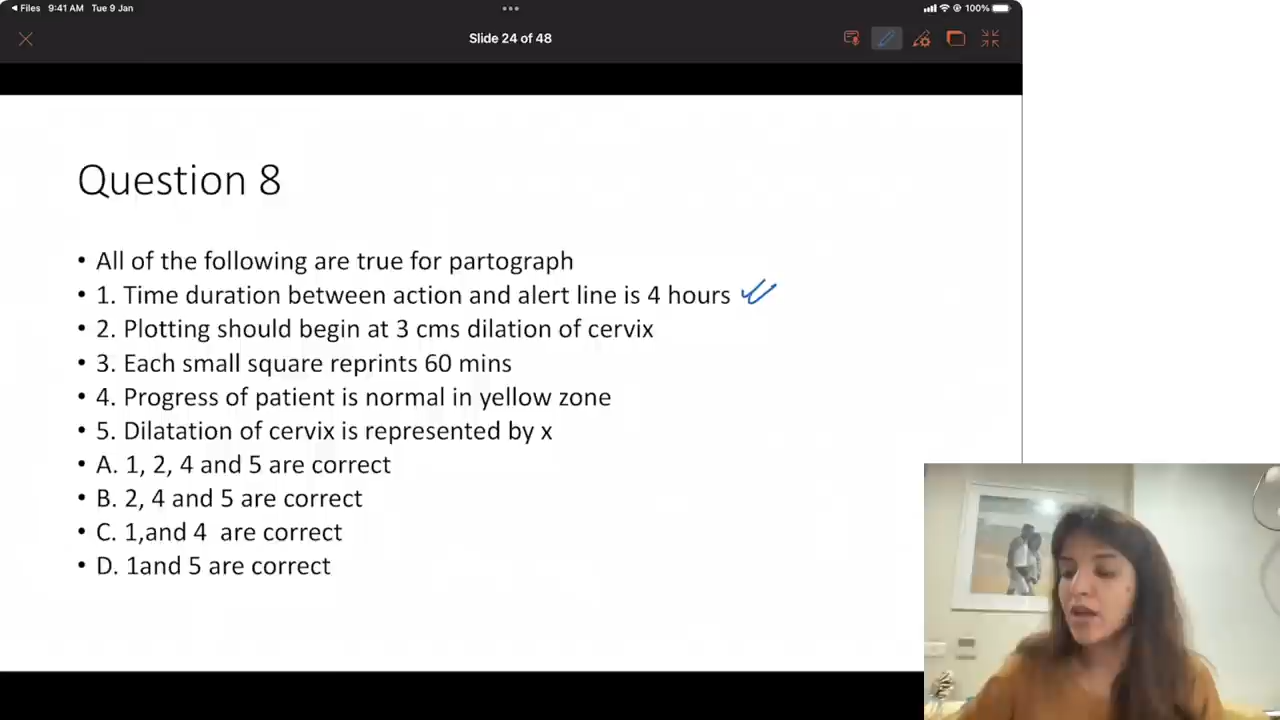 Files 9:41 AM Tue 9 Jan 100%
Slide 24 of 48
Question 8
• All of the following are true for partograph
• 1. Time duration between action and alert line is 4 hours
• 2. Plotting should begin at 3 cms dilation of cervix
• 3. Each small square reprints 60 mins
• 4. Progress of patient is normal in yellow zone
• 5. Dilatation of cervix is represented by x
• A. 1, 2, 4 and 5 are correct
• B. 2, 4 and 5 are correct
• C. 1,and 4 are correct
• D. 1and 5 are correct